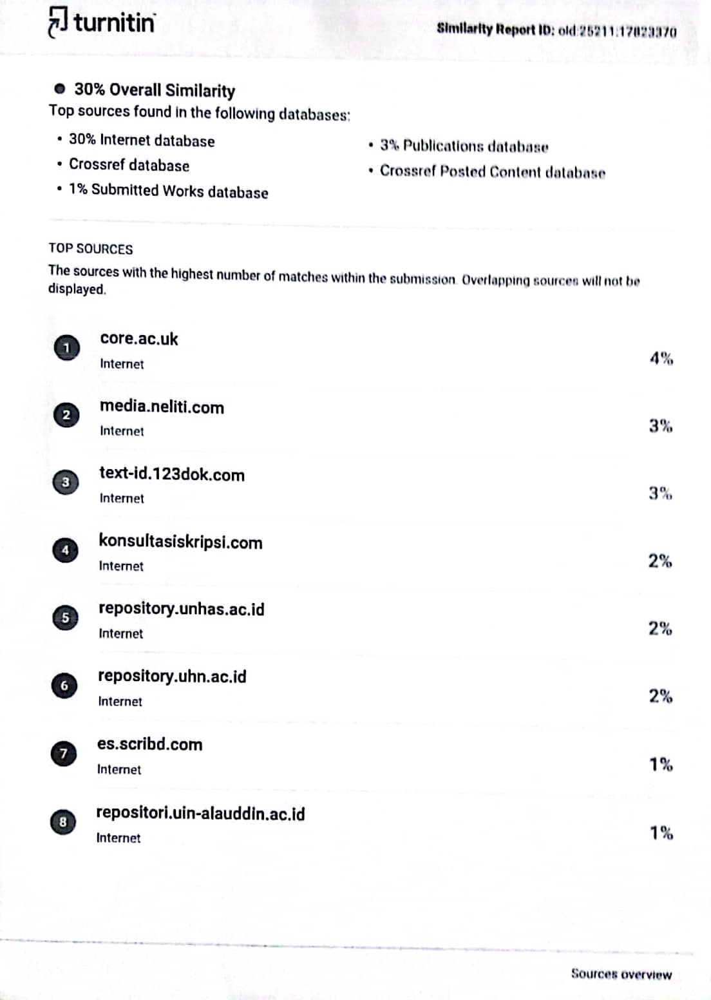 turnitin
Similarity Report ID: oid:25211:17823370
30% Overall Similarity
Top sources found in the following databases:
• 30% Internet database
• 3% Publications database
• Crossref database
• Crossref Posted Content database
• 1% Submitted Works database
TOP SOURCES
The sources with the highest number of matches within the submission. Overlapping sources will not be
displayed.
1
core.ac.uk
Internet
4%
2
media.neliti.com
Internet
3%
3
text-id.123dok.com
Internet
3%
4
konsultasiskripsi.com
Internet
2%
5
repository.unhas.ac.id
Internet
2%
6
repository.uhn.ac.id
Internet
2%
7
es.scribd.com
Internet
1%
8
repositori.uin-alauddin.ac.id
Internet
1%
Sources overview